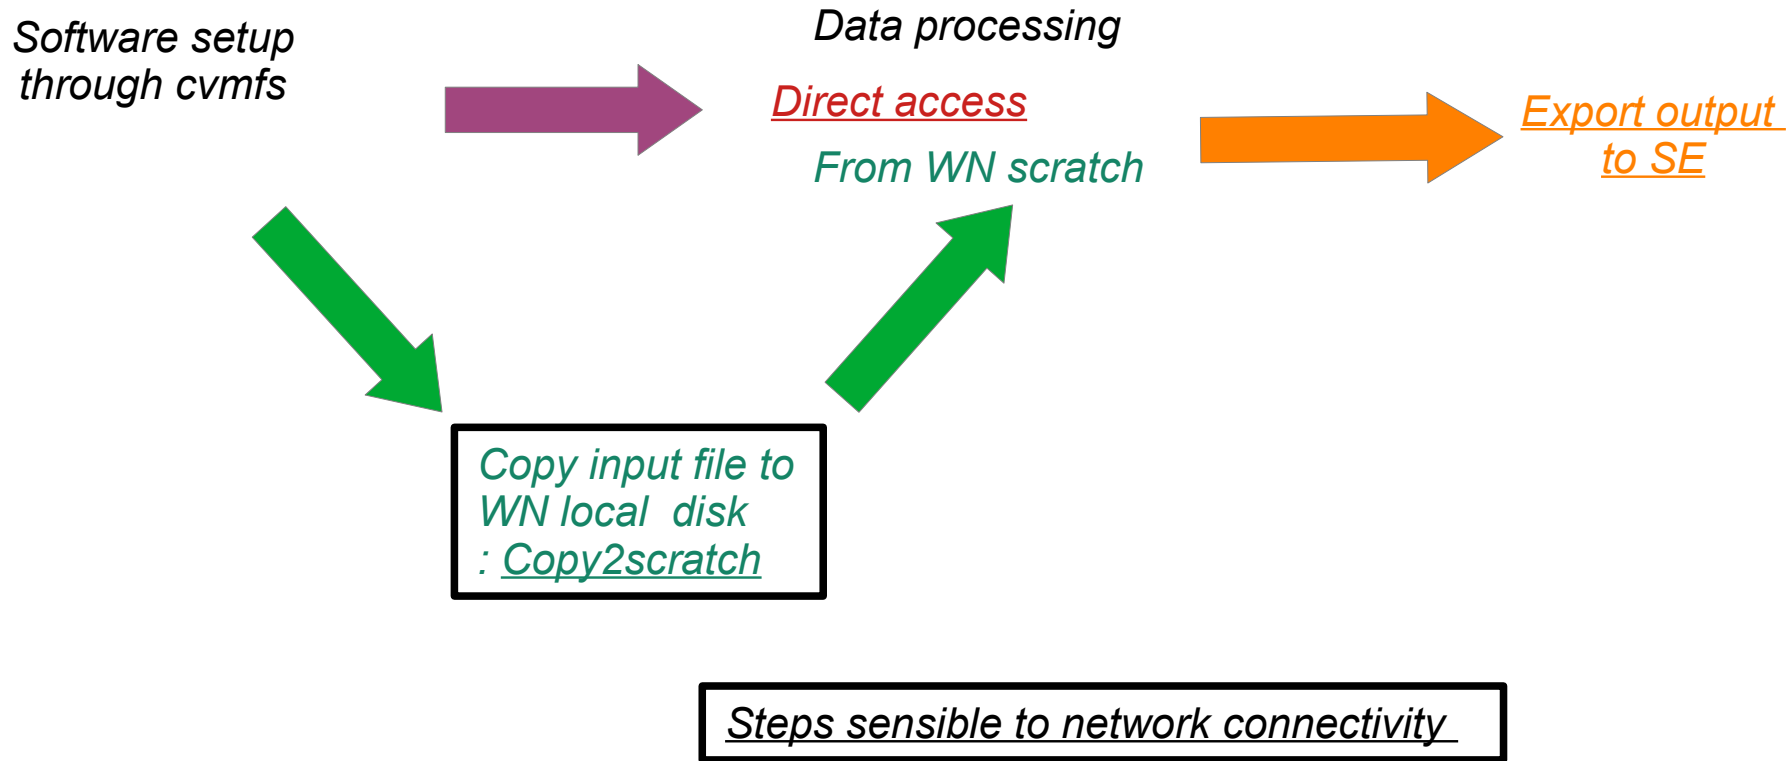 Software setup
through cvmfs
Data processing
Direct access
From WN scratch
Export output
to SE
Copy input file to
WN local disk
: Copy2scratch
Steps sensible to network connectivity